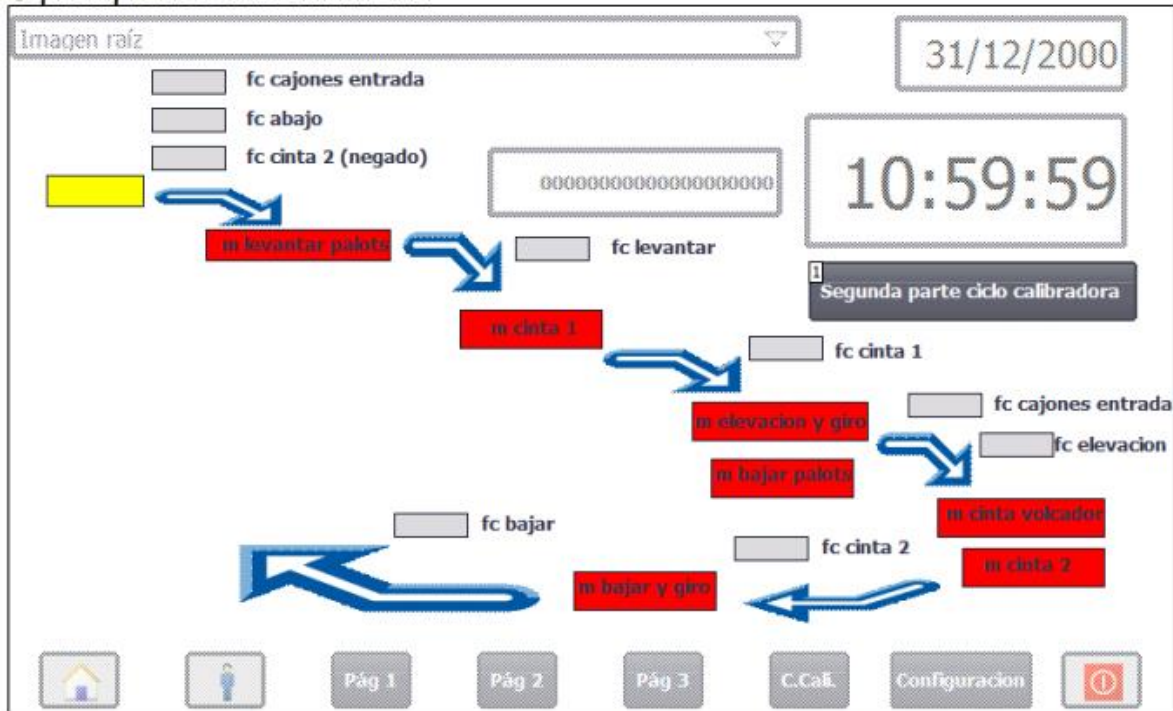 Imagen raíz
31/12/2000
fc cajones entrada
fc abajo
fc cinta 2 (negado)
00000000000000000000
10:59:59
m levantar palots
fc levantar
1
Segunda parte ciclo calibradora
m cinta 1
fc cinta 1
m elevacion y giro
fc cajones entrada
fc elevacion
m bajar palots
m cinta volcador
fc bajar
fc cinta 2
m cinta 2
m bajar y giro
Pág 1
Pág 2
Pág 3
C.Cali.
Configuracion